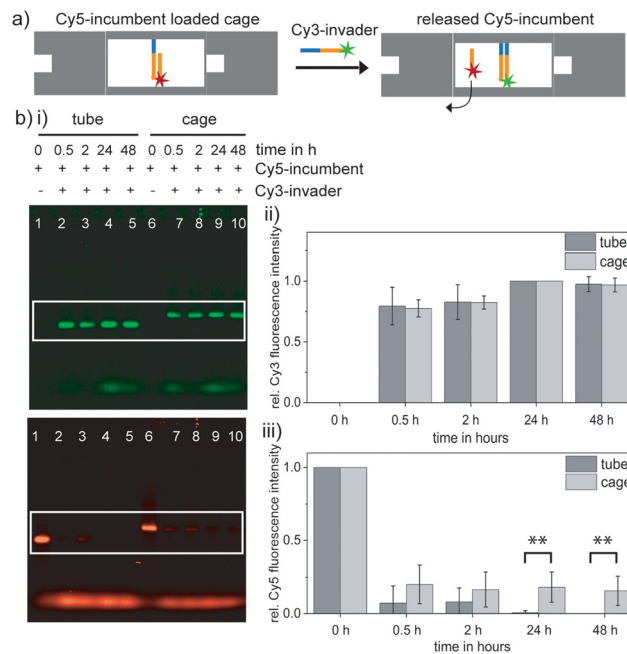 a) Cy5-incumbent loaded cage
Cy3-invader
released Cy5-incumbent
b) i) tube cage
0 0.5 2 24 48 0 0.5 2 24 48 time in h
+ + + + + + + + + + Cy5-incumbent
- + + + + - + + + + Cy3-invader
1 2 3 4 5 6 7 8 9 10
1 2 3 4 5 6 7 8 9 10
ii)
tube
cage
rel. Cy3 fluorescence intensity
1.0
0.5
0.0
0 h 0.5 h 2 h 24 h 48 h
time in hours
iii)
tube
cage
rel. Cy5 fluorescence intensity
1.0
0.5
0.0
** **
0 h 0.5 h 2 h 24 h 48 h
time in hours